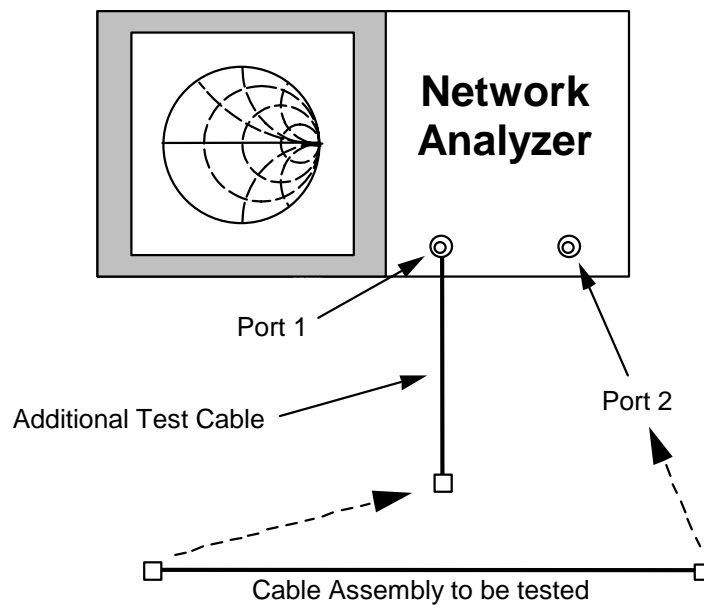 Network
Analyzer
Port 1
Additional Test Cable
Port 2
Cable Assembly to be tested